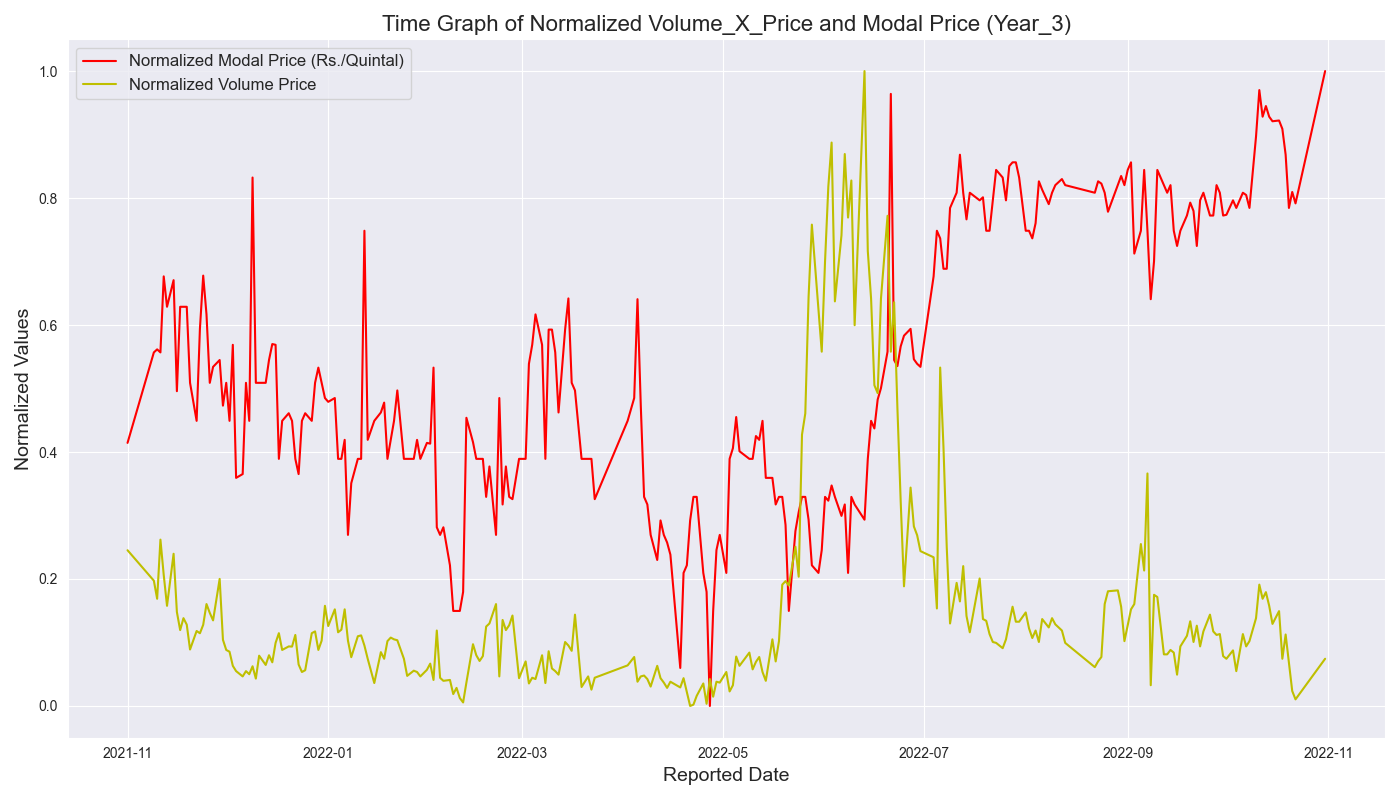 Time Graph of Normalized Volume_X_Price and Modal Price (Year_3)
Normalized Modal Price (Rs./Quintal)
Normalized Volume Price
Normalized Values
1.0
0.8
0.6
0.4
0.2
0.0
2021-11 2022-01 2022-03 2022-05 2022-07 2022-09 2022-11
Reported Date